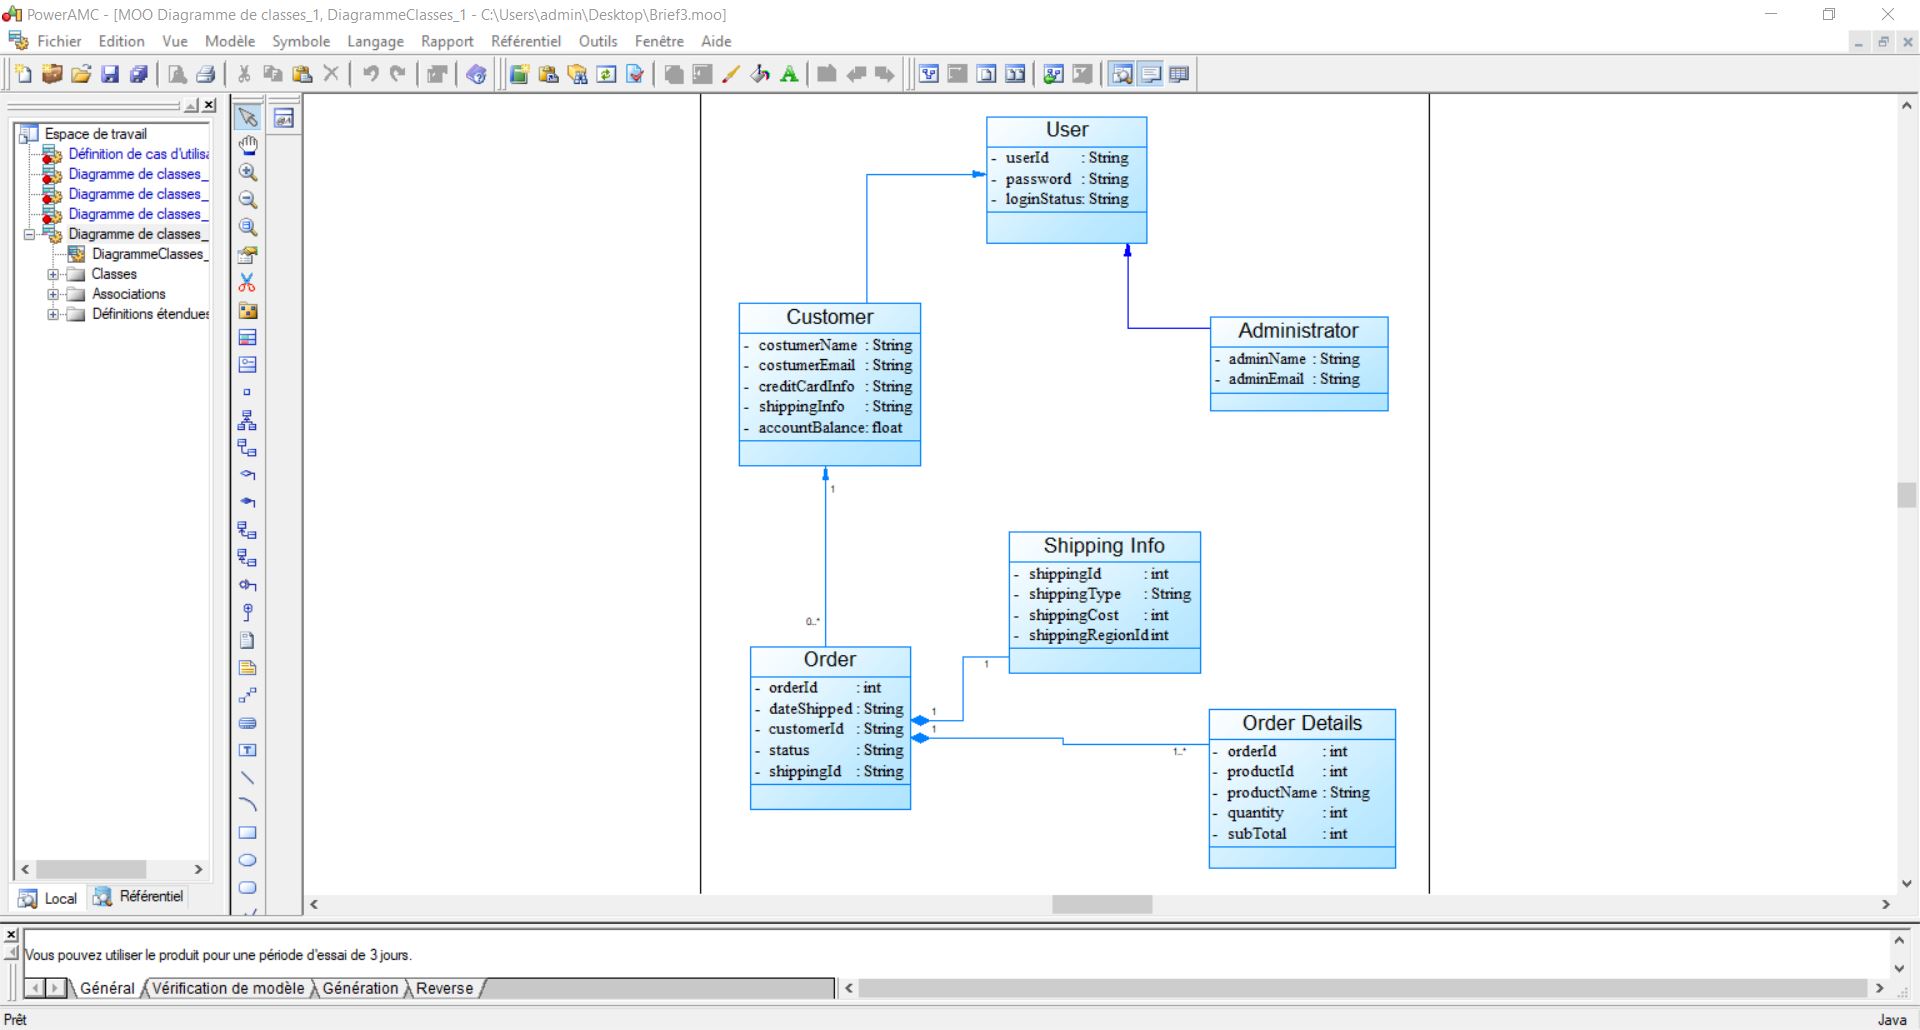 PowerAMC - [MOO Diagramme de classes_1, DiagrammeClasses_1 - C:\Users\admin\Desktop\Brief3.moo]
Fichier Edition Vue Modèle Symbole Langage Rapport Référentiel Outils Fenêtre Aide
Espace de travail
Définition de cas d'utilisa
Diagramme de classes_
Diagramme de classes_
Diagramme de classes_
Diagramme de classes_
DiagrammeClasses_
Classes
Associations
Définitions étendues
Local Référentiel
User
- userId : String
- password : String
- loginStatus: String
Customer
- costumerName : String
- costumerEmail : String
- creditCardInfo : String
- shippingInfo : String
- accountBalance: float
Administrator
- adminName : String
- adminEmail : String
1
0..*
Shipping Info
- shippingId : int
- shippingType : String
- shippingCost : int
- shippingRegionId int
Order
- orderId : int
- dateShipped : String
- customerId : String
- status : String
- shippingId : String
1
1
1
1..*
Order Details
- orderId : int
- productId : int
- productName : String
- quantity : int
- subTotal : int
Vous pouvez utiliser le produit pour une période d'essai de 3 jours.
Général Vérification de modèle Génération Reverse
Prêt
Java